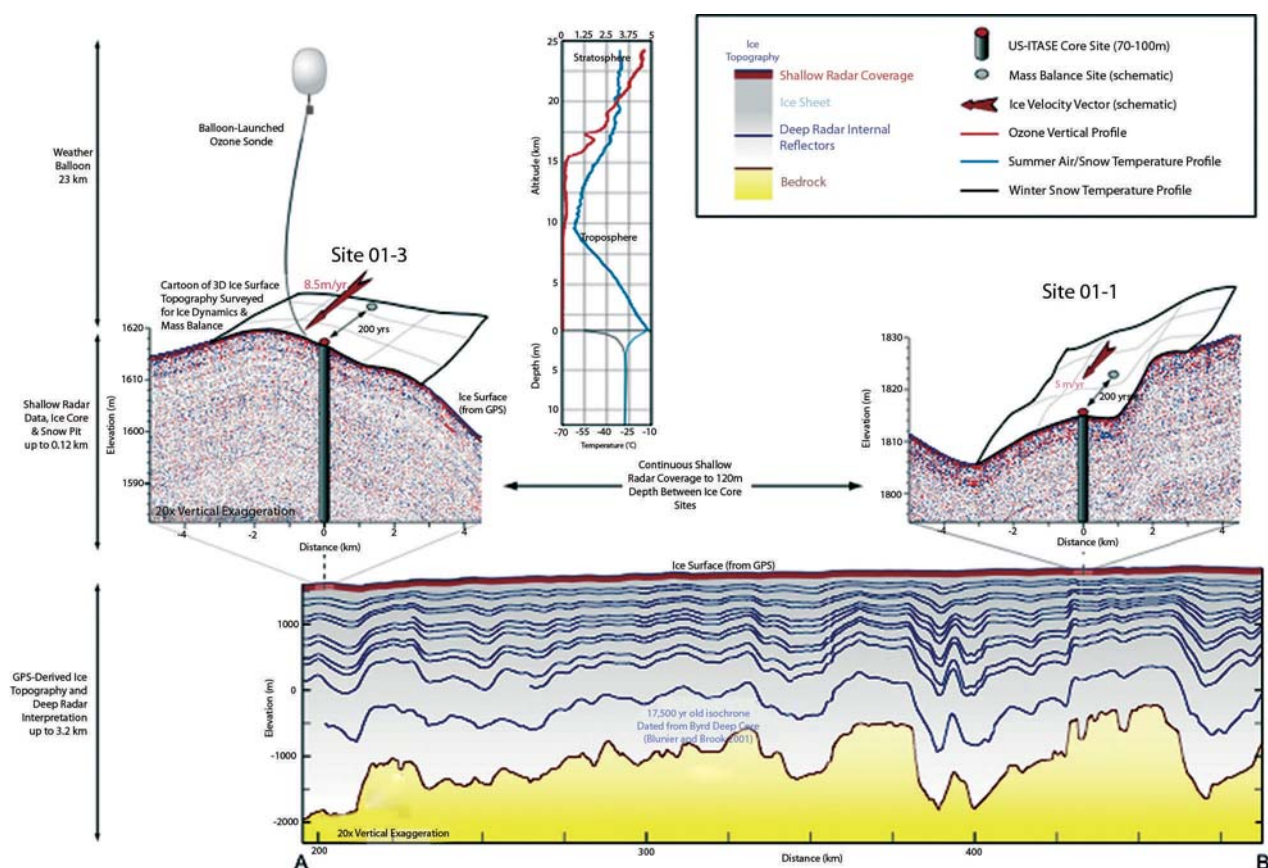 Weather
Balloon
23 km
Shallow Radar
Data, Ice Core
& Snow Pit
up to 0.12 km
GPS-Derived Ice
Topography and
Deep Radar
Interpretation
up to 3.2 km
Balloon-Launched
Ozone Sonde
Site 01-3
8.5m/yr
Cartoon of 3D Ice Surface
Topography Surveyed
for Ice Dynamics &
Mass Balance
200 yrs
Ice Surface
(from GPS)
1620
1610
1600
1590
Elevation (m)
20x Vertical Exaggeration
-4 -2 0 2 4
Distance (km)
0 1.25 2.5 3.75 5
25
20
15
10
5
0
5
10
Stratosphere
Troposphere
Altitude (km)
Depth (m)
-70 -55 -40 -25 -10
Temperature (°C)
Ice
Topography
Shallow Radar Coverage
Ice Sheet
Deep Radar Internal
Reflectors
Bedrock
US-ITASE Core Site (70-100m)
Mass Balance Site (schematic)
Ice Velocity Vector (schematic)
Ozone Vertical Profile
Summer Air/Snow Temperature Profile
Winter Snow Temperature Profile
Site 01-1
5 m/yr
200 yrs
1830
1820
1810
1800
Elevation (m)
-4 -2 0 2 4
Distance (km)
Continuous Shallow
Radar Coverage to 120m
Depth Between Ice Core
Sites
Ice Surface (from GPS)
1000
0
-1000
-2000
Elevation (m)
17,500 yr old isochrone
Dated from Byrd Deep Core
(Blunier and Brook 2001)
20x Vertical Exaggeration
200 300 400
Distance (km)
A
B